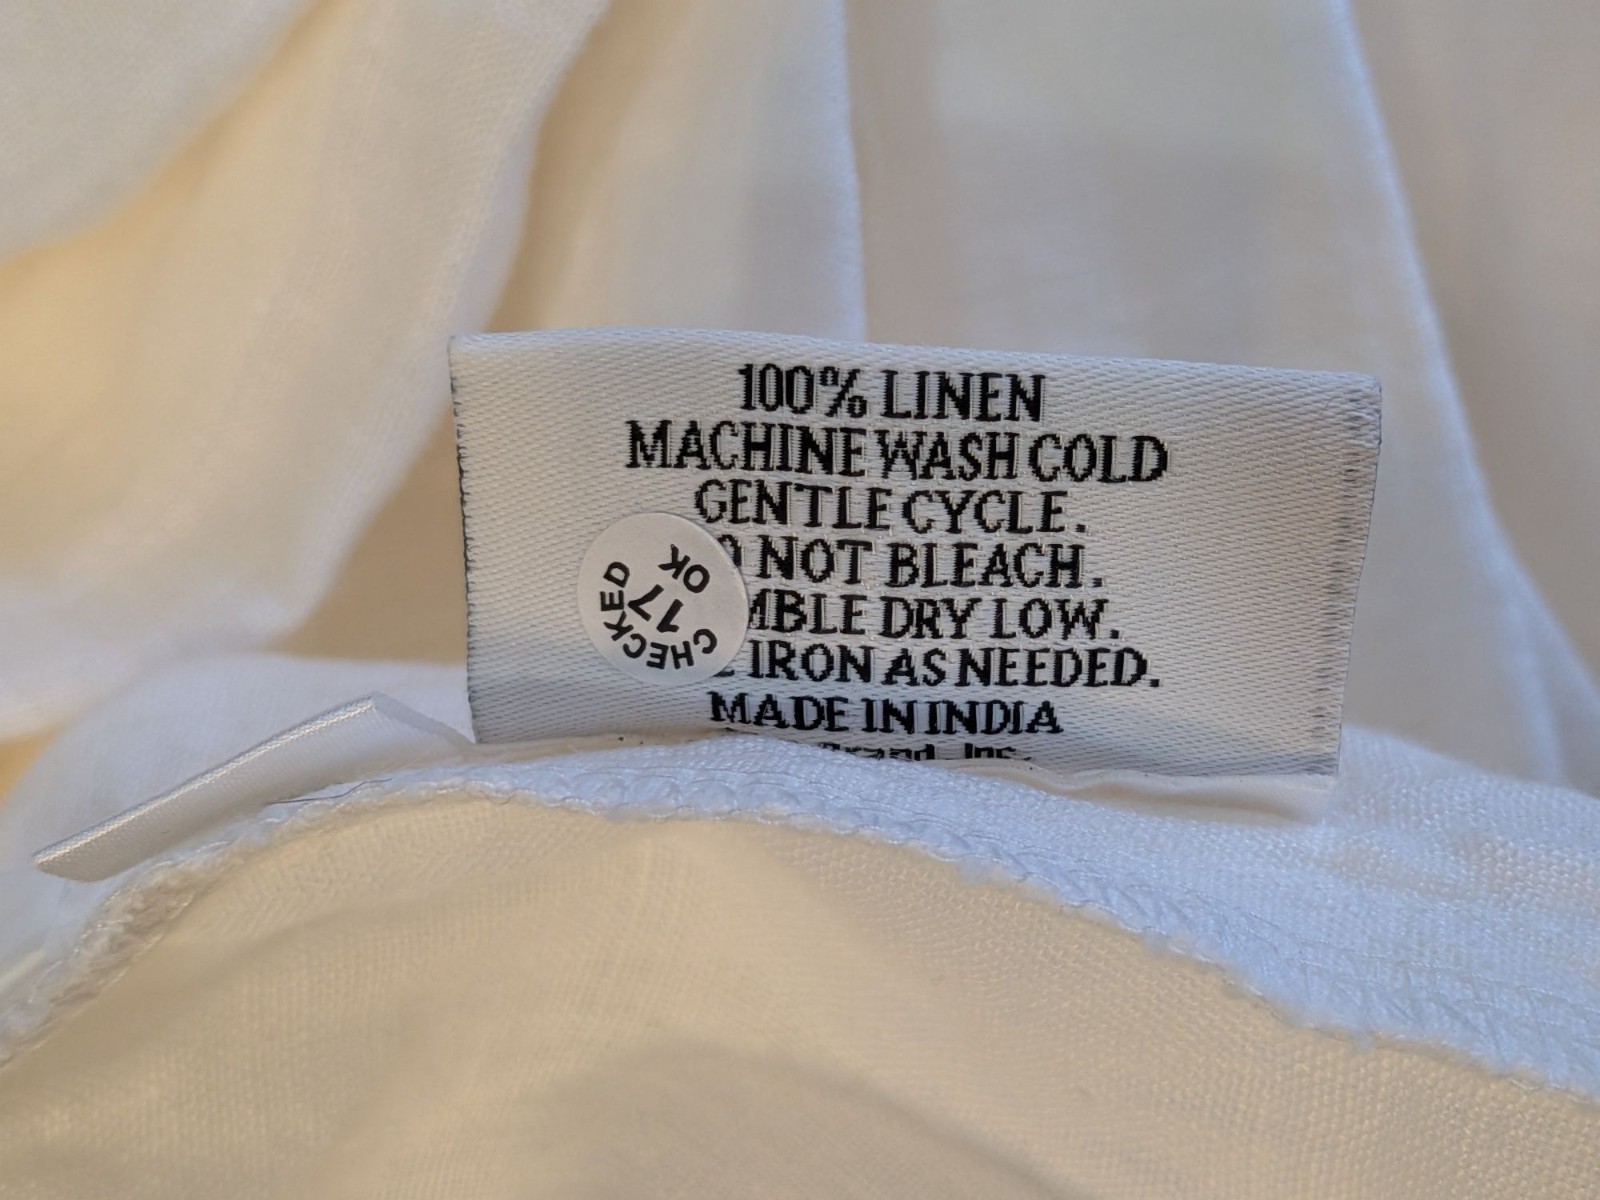 100% LINEN
MACHINE WASH COLD
GENTLE CYCLE.
NOT BLEACH.
DRY LOW.
IRON AS NEEDED.
MADE IN INDIA
Inc.
CHECKED
17
OK